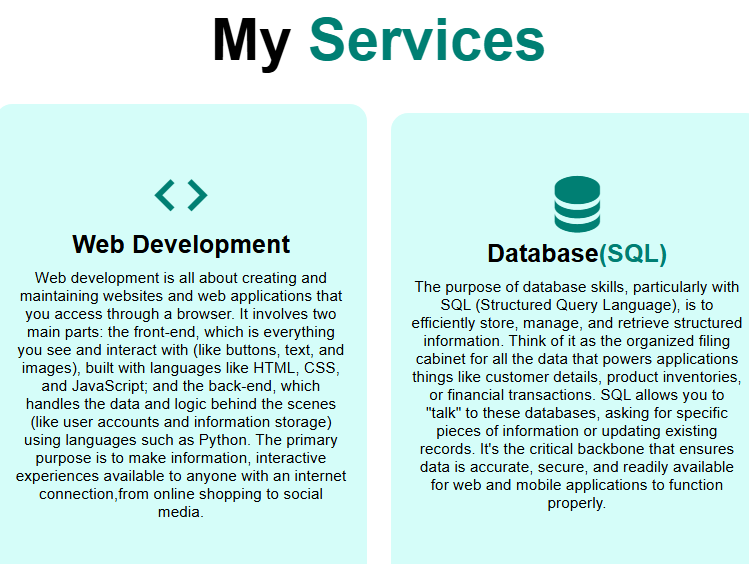 My Services
Web Development
Web development is all about creating and
maintaining websites and web applications that
you access through a browser. It involves two
main parts: the front-end, which is everything
you see and interact with (like buttons, text, and
images), built with languages like HTML, CSS,
and JavaScript; and the back-end, which
handles the data and logic behind the scenes
(like user accounts and information storage)
using languages such as Python. The primary
purpose is to make information, interactive
experiences available to anyone with an internet
connection,from online shopping to social
media.
Database(SQL)
The purpose of database skills, particularly with
SQL (Structured Query Language), is to
efficiently store, manage, and retrieve structured
information. Think of it as the organized filing
cabinet for all the data that powers applications
things like customer details, product inventories,
or financial transactions. SQL allows you to
"talk" to these databases, asking for specific
pieces of information or updating existing
records. It's the critical backbone that ensures
data is accurate, secure, and readily available
for web and mobile applications to function
properly.